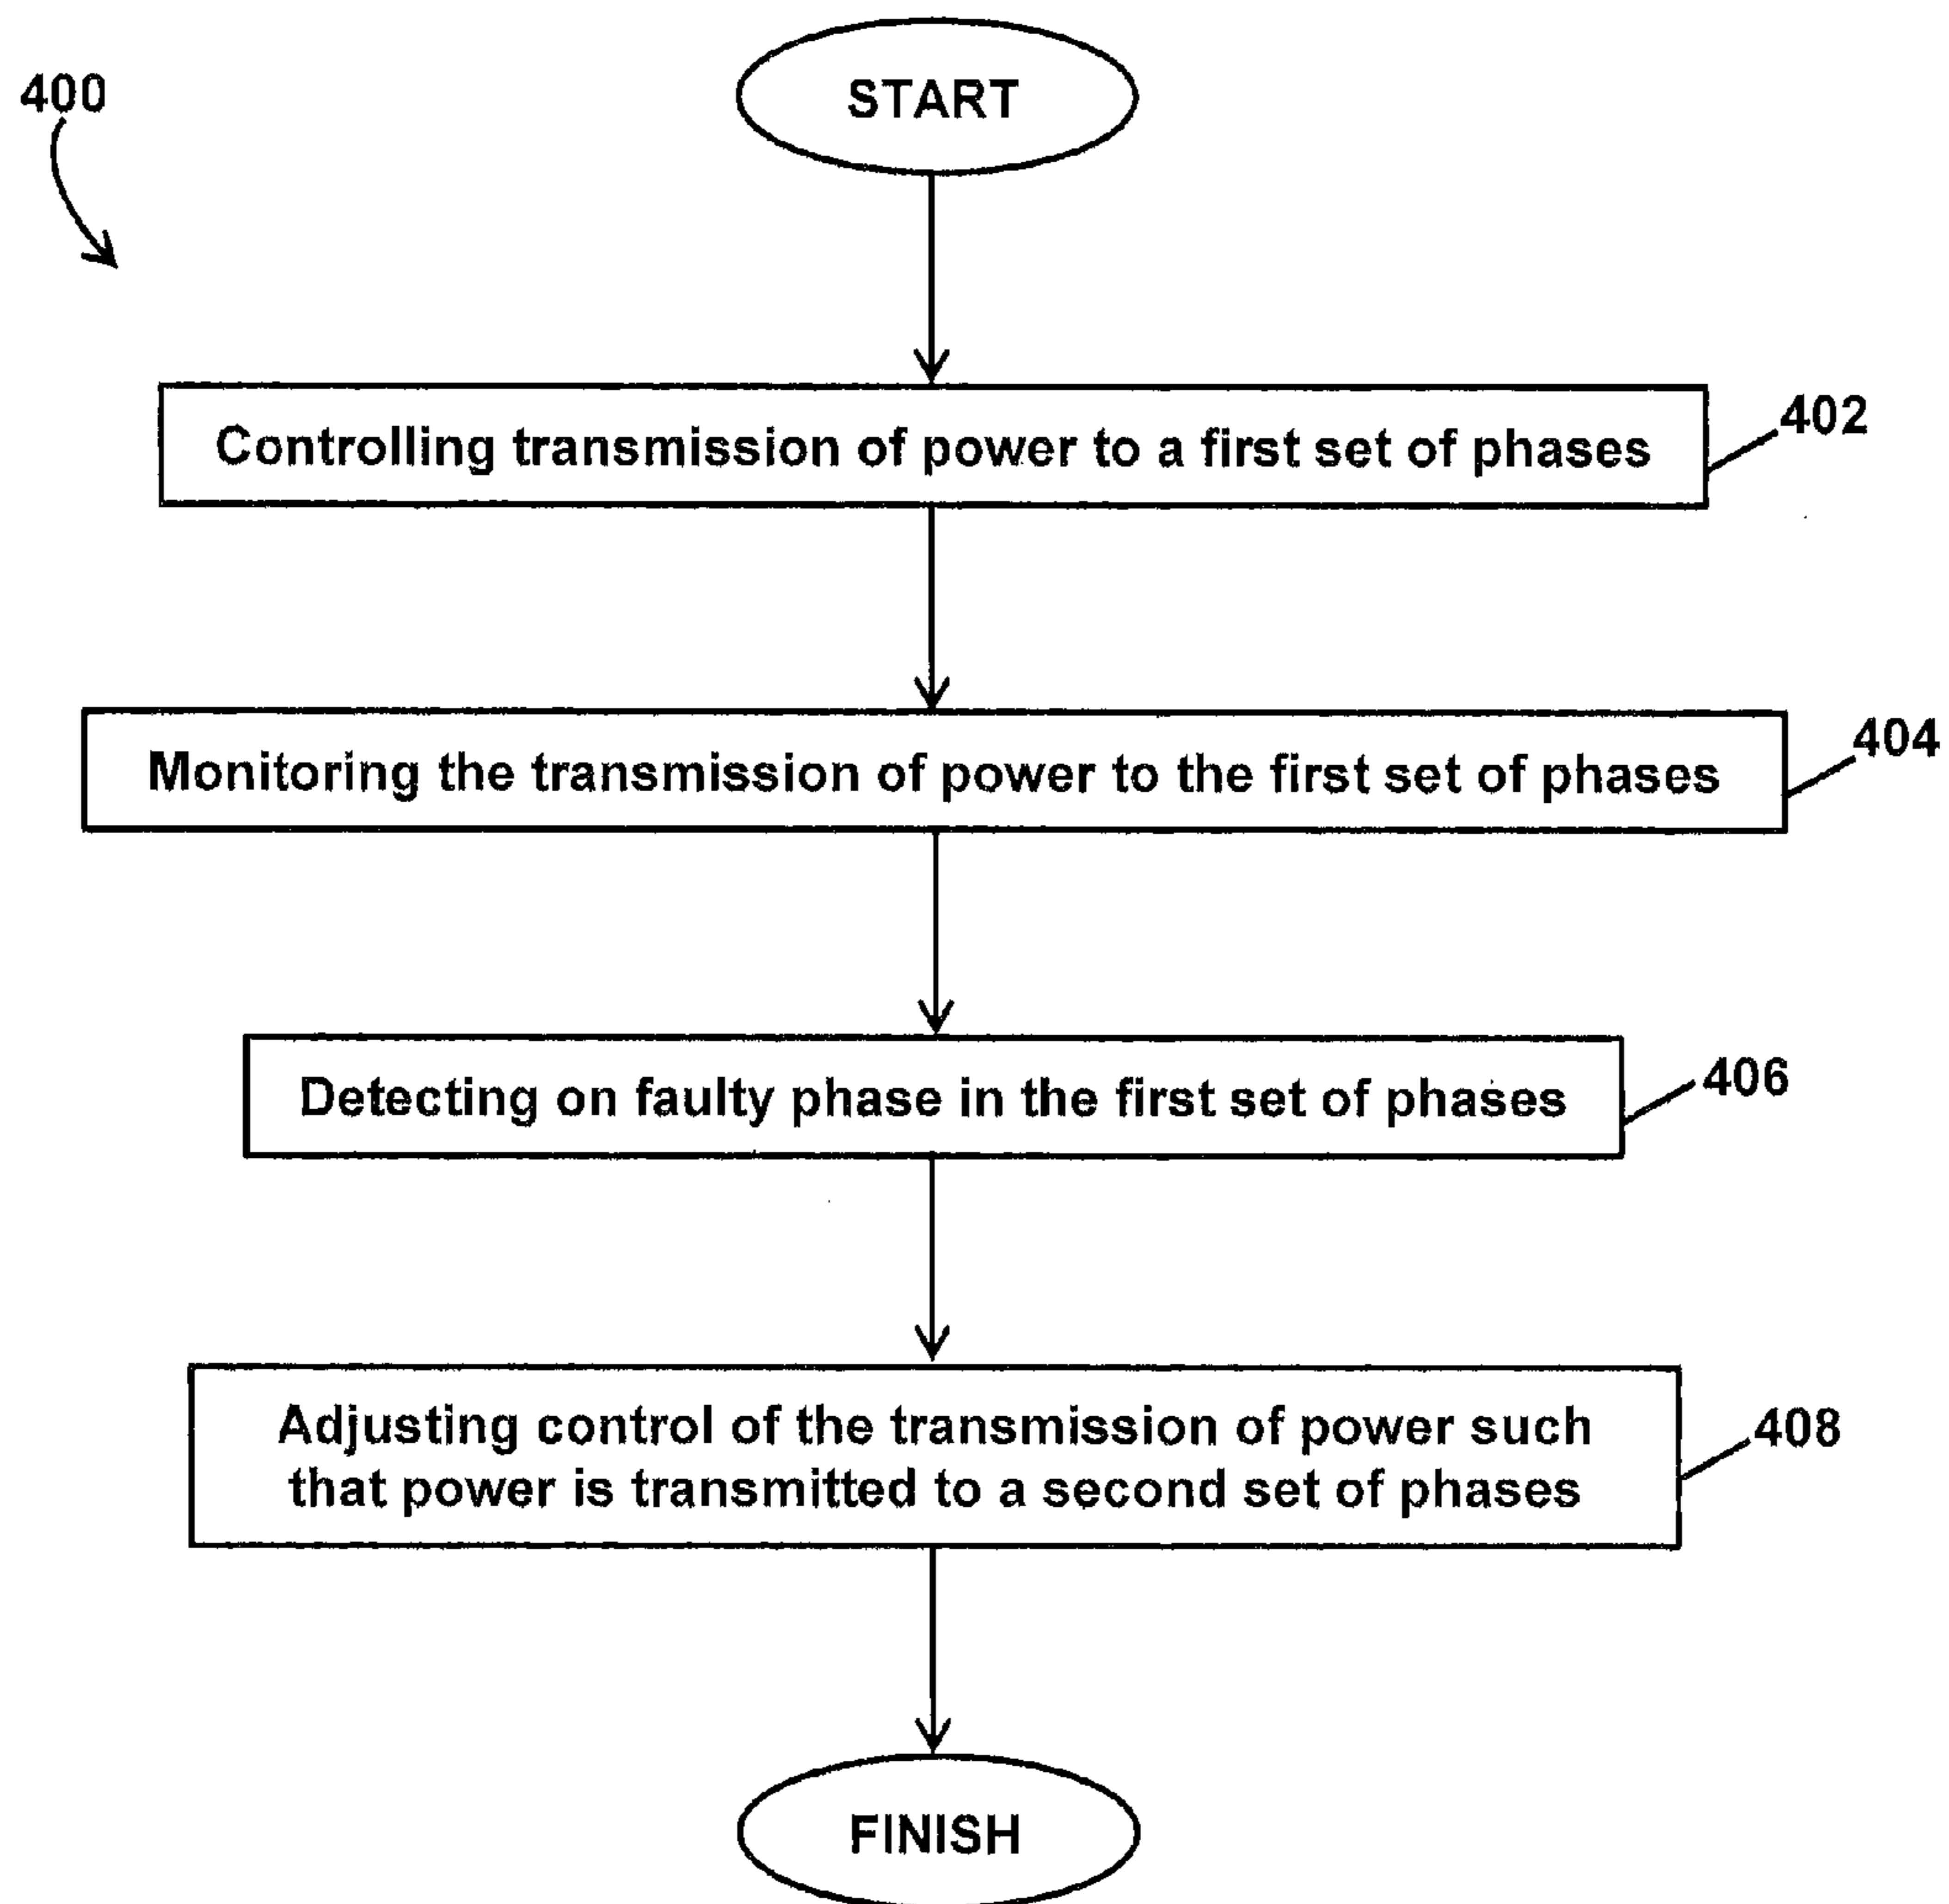 START
400
Controlling transmission of power to a first set of phases
402
Monitoring the transmission of power to the first set of phases
404
Detecting on faulty phase in the first set of phases
406
Adjusting control of the transmission of power such
that power is transmitted to a second set of phases
408
FINISH